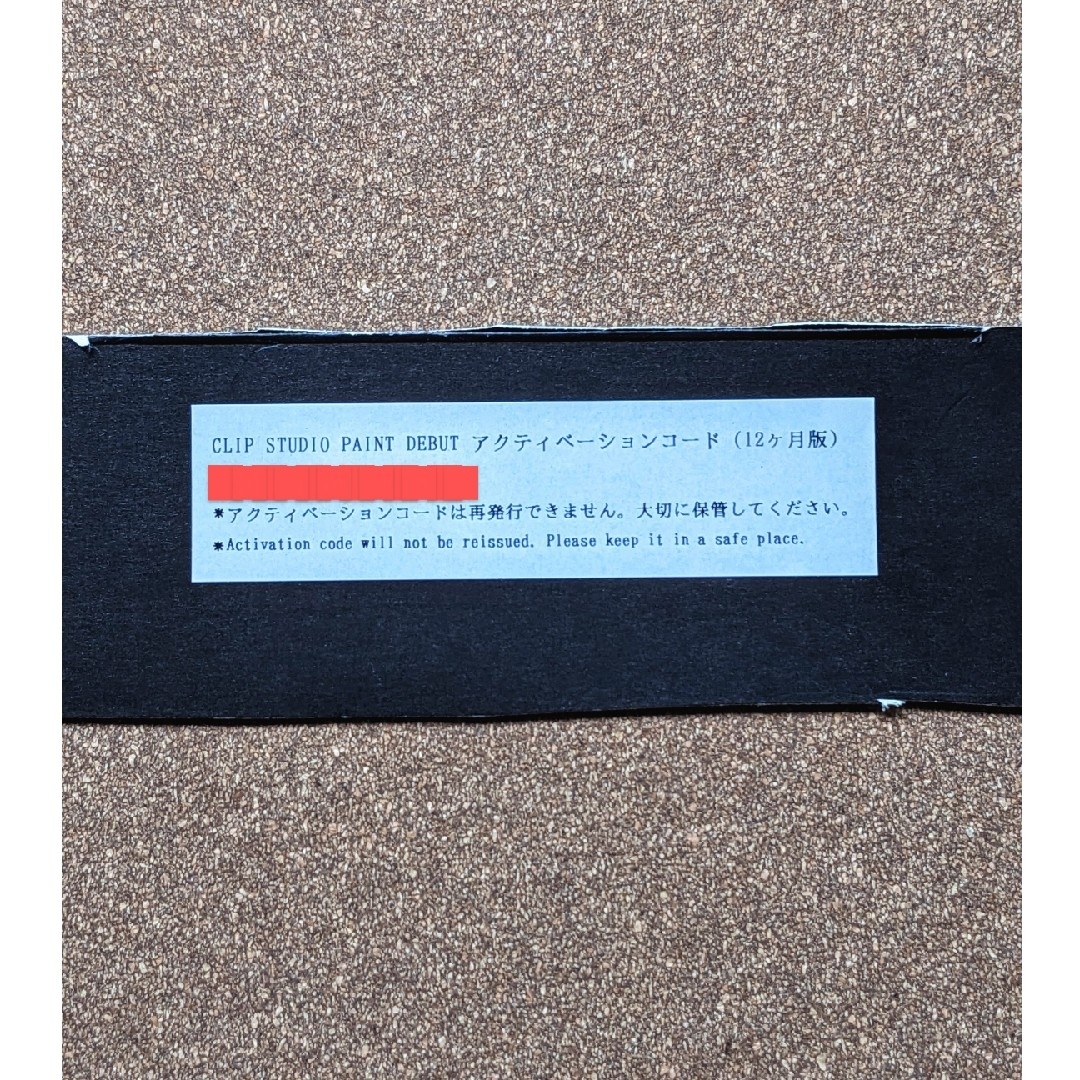 CLIP STUDIO PAINT DEBUT アクティベーションコード（12ヶ月版）
*アクティベーションコードは再発行できません。大切に保管してください。
*Activation code will not be reissued. Please keep it in a safe place.